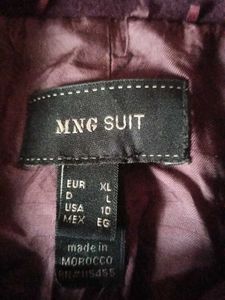 MNG SUIT
EUR XL
D L
USA 10
MEX EG
made in
MOROCCO